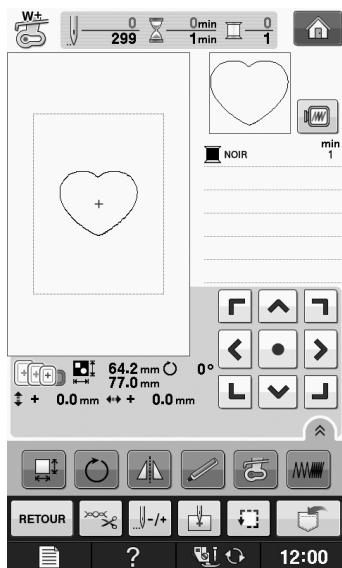 W±
0 0min 0
299 1min 1
min
NOIR 1
64.2 mm 0°
77.0 mm
+ 0.0 mm + 0.0 mm
RETOUR -/+
? 12:00